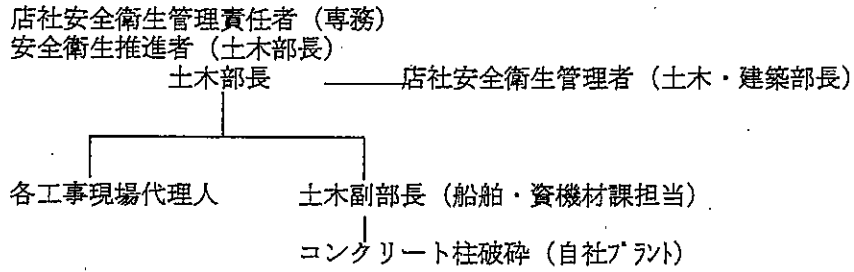 店社安全衛生管理責任者（専務）
安全衛生推進者（土木部長）
土木部長　店社安全衛生管理者（土木・建築部長）
各工事現場代理人　土木副部長（船舶・資機材課担当）
コンクリート柱破砕（自社プラント）